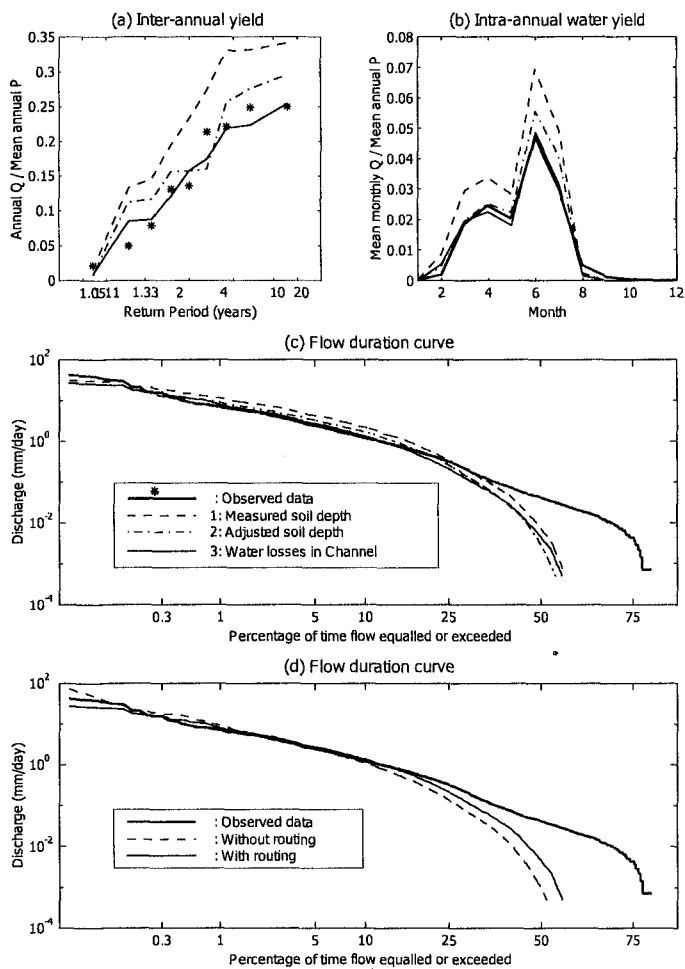 (a) Inter-annual yield
Annual Q / Mean annual P
0.35
0.3
0.25
0.2
0.15
0.1
0.05
0
1.0511 1.33 2 4 10 20
Return Period (years)
(b) Intra-annual water yield
Mean monthly Q / Mean annual P
0.08
0.07
0.06
0.05
0.04
0.03
0.02
0.01
0
2 4 6 8 10 12
Month
(c) Flow duration curve
Discharge (mm/day)
10^2
10^0
10^-2
10^-4
* : Observed data
1: Measured soil depth
2: Adjusted soil depth
3: Water losses in Channel
0.3 1 5 10 25 50 75
Percentage of time flow equalled or exceeded
(d) Flow duration curve
Discharge (mm/day)
10^2
10^0
10^-2
10^-4
: Observed data
: Without routing
: With routing
0.3 1 5 10 25 50 75
Percentage of time flow equalled or exceeded